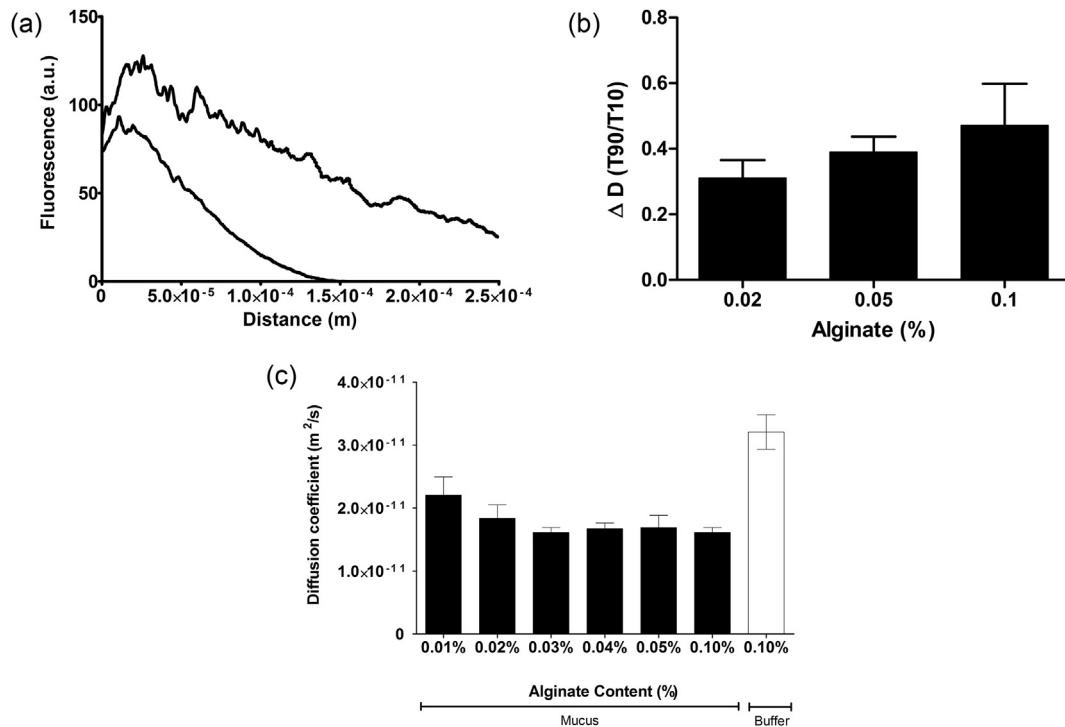 (a)
150
100
50
0
Fluorescence (a.u.)
0 5.0×10⁻⁵ 1.0×10⁻⁴ 1.5×10⁻⁴ 2.0×10⁻⁴ 2.5×10⁻⁴
Distance (m)
(b)
0.8
0.6
0.4
0.2
0.0
Δ D (T90/T10)
0.02 0.05 0.1
Alginate (%)
(c)
4.0×10⁻¹¹
3.0×10⁻¹¹
2.0×10⁻¹¹
1.0×10⁻¹¹
0
Diffusion coefficient (m²/s)
0.01% 0.02% 0.03% 0.04% 0.05% 0.10% 0.10%
Alginate Content (%)
Mucus Buffer